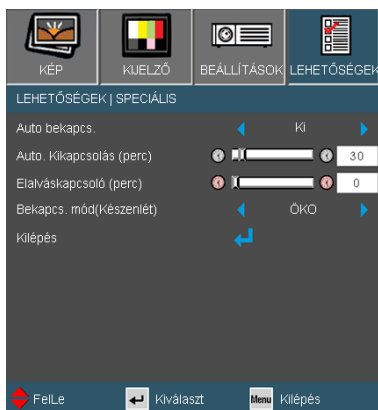 KÉP KIJELZŐ BEÁLLÍTÁSOK LEHETŐSÉGEK
LEHETŐSÉGEK | SPECIÁLIS
Auto bekapcs. Ki
Auto. Kikapcsolás (perc) 30
Elalváskapcsoló (perc) 0
Bekapcs. mód(Készenlét) ÖKO
Kilépés
FelLe Kiválaszt Menu Kilépés